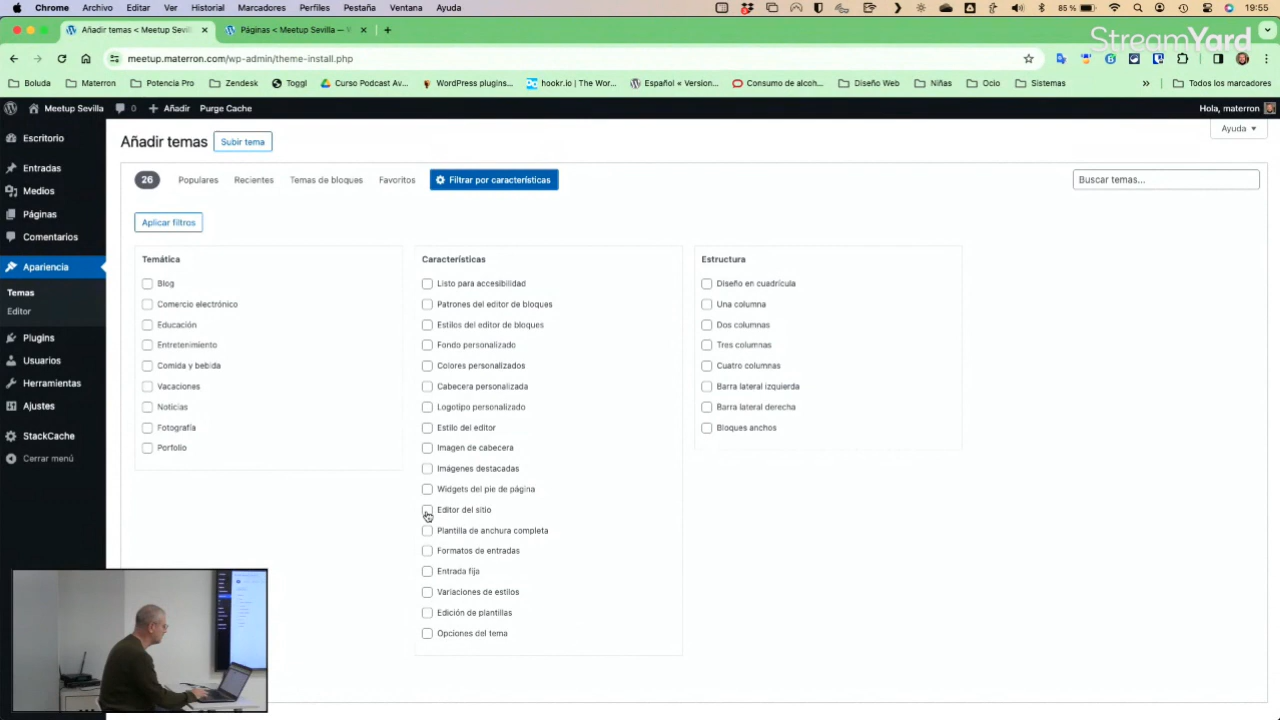 Chrome Archivo Editar Ver Historial Marcadores Perfiles Pestaña Ventana Ayuda 85% 19:55
Añadir temas < Meetup Sevill Páginas < Meetup Sevilla — V
StreamYard
meetup.materron.com/wp-admin/theme-install.php
Boluda Materron Potencia Pro Zendesk Toggl Curso Podcast Av... WordPress plugins... hookr.io | The Wor... Español « Version... Consumo de alcoh... Diseño Web Niñas Ocio Sistemas » Todos los marcadores
Meetup Sevilla 0 + Añadir Purge Cache Hola, materron
Ayuda ▼
Escritorio
Entradas
Medios
Páginas
Comentarios
Apariencia
Temas
Editor
Plugins
Usuarios
Herramientas
Ajustes
StackCache
Cerrar menú
Añadir temas Subir tema
26 Populares Recientes Temas de bloques Favoritos Filtrar por características Buscar temas...
Aplicar filtros
Temática
Blog
Comercio electrónico
Educación
Entretenimiento
Comida y bebida
Vacaciones
Noticias
Fotografía
Porfolio
Características
Listo para accesibilidad
Patrones del editor de bloques
Estilos del editor de bloques
Fondo personalizado
Colores personalizados
Cabecera personalizada
Logotipo personalizado
Estilo del editor
Imagen de cabecera
Imágenes destacadas
Widgets del pie de página
Editor del sitio
Plantilla de anchura completa
Formatos de entradas
Entrada fija
Variaciones de estilos
Edición de plantillas
Opciones del tema
Estructura
Diseño en cuadrícula
Una columna
Dos columnas
Tres columnas
Cuatro columnas
Barra lateral izquierda
Barra lateral derecha
Bloques anchos